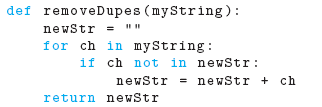 def removeDupes(myString):
    newStr = ""
    for ch in myString:
        if ch not in newStr:
            newStr = newStr + ch
    return newStr